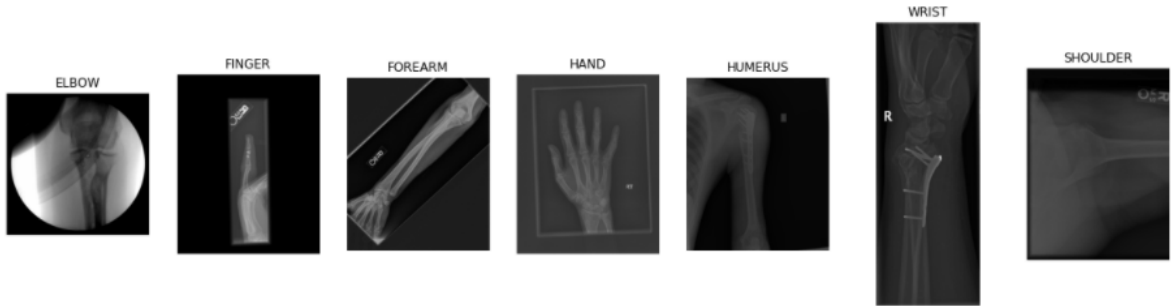 ELBOW
FINGER
FOREARM
HAND
HUMERUS
WRIST
SHOULDER
R